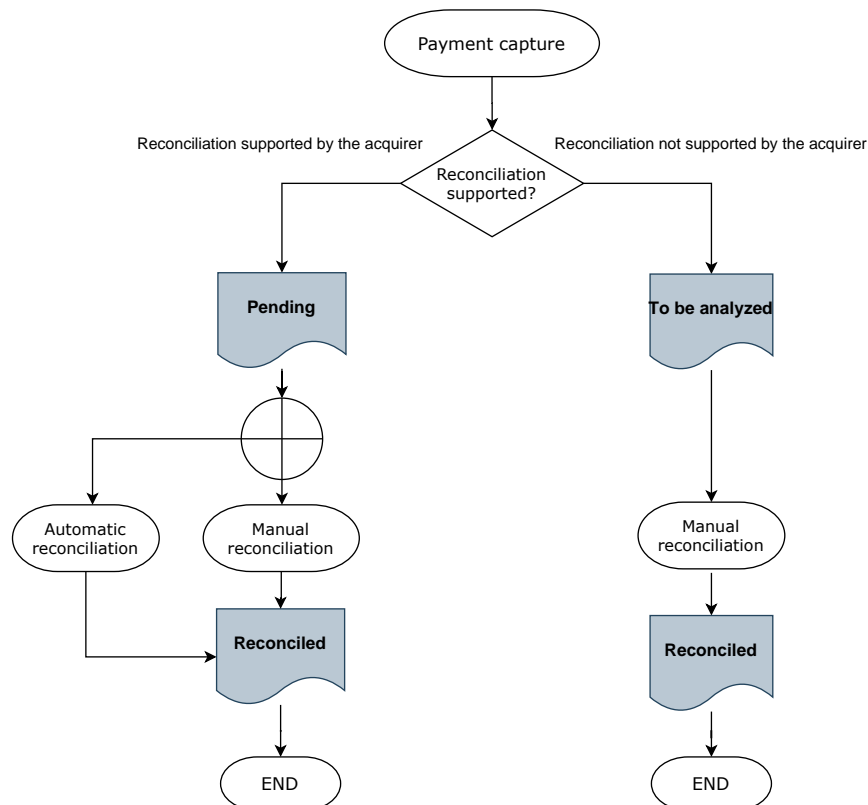 Payment capture
Reconciliation supported by the acquirer
Reconciliation not supported by the acquirer
Reconciliation
supported?
Pending
To be analyzed
Automatic
reconciliation
Manual
reconciliation
Manual
reconciliation
Reconciled
Reconciled
END
END